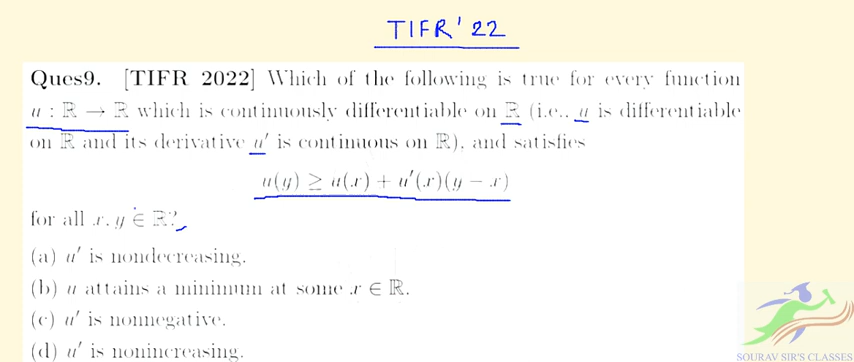 TIFR' 22
Ques9. [TIFR 2022] Which of the following is true for every function
u : ℝ → ℝ which is continuously differentiable on ℝ (i.e., u is differentiable
on ℝ and its derivative u′ is continuous on ℝ), and satisfies
u(y) ≥ u(x) + u′(x)(y − x)
for all x, y ∈ ℝ?
(a) u′ is nondecreasing.
(b) u attains a minimum at some x ∈ ℝ.
(c) u′ is nonnegative.
(d) u′ is nonincreasing.
SOURAV SIR'S CLASSES